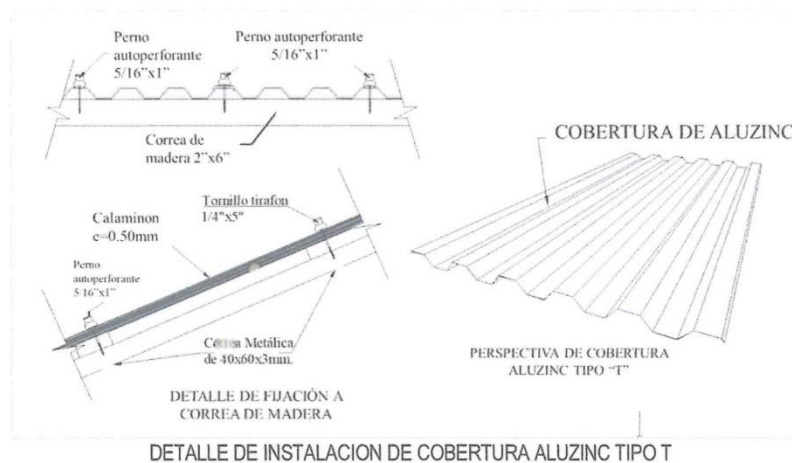 Perno
autoperforante
5/16”x1”
Perno autoperforante
5/16”x1”
Correa de
madera 2”x6”
Tornillo tirafon
1/4"x5"
Calaminon
e=0.50mm
Perno
autoperforante
5/16”x1”
Correa Metálica
de 40x60x3mm.
DETALLE DE FIJACIÓN A
CORREA DE MADERA
COBERTURA DE ALUZINC
PERSPECTIVA DE COBERTURA
ALUZINC TIPO “T”
DETALLE DE INSTALACION DE COBERTURA ALUZINC TIPO T